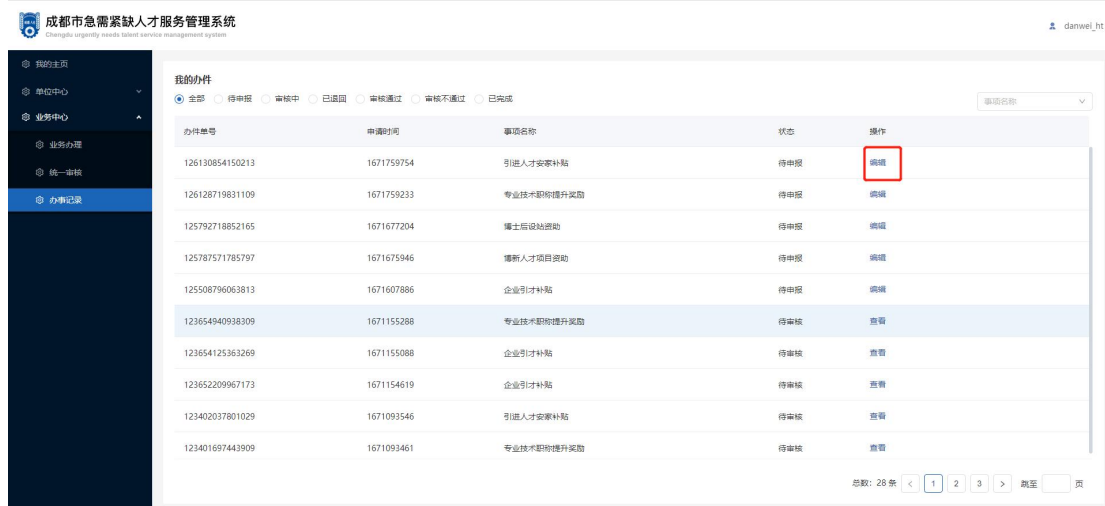 成都市急需紧缺人才服务管理系统
Chengdu urgently needs talent service management system
danwei_ht
我的主页
单位中心
业务中心
业务办理
统一审核
办事记录
我的办件
全部 待申报 审核中 已退回 审核通过 审核不通过 已完成
事项名称
办件单号 申请时间 事项名称 状态 操作
126130854150213 1671759754 引进人才安家补贴 待申报 编辑
126128719831109 1671759233 专业技术职称提升奖励 待申报 编辑
125792718852165 1671677204 博士后设站资助 待申报 编辑
125787571785797 1671675946 博新人才项目资助 待申报 编辑
125508796063813 1671607886 企业引才补贴 待申报 编辑
123654940938309 1671155288 专业技术职称提升奖励 待审核 查看
123654125363269 1671155088 企业引才补贴 待审核 查看
123652209967173 1671154619 企业引才补贴 待审核 查看
123402037801029 1671093546 引进人才安家补贴 待审核 查看
123401697443909 1671093461 专业技术职称提升奖励 待审核 查看
总数: 28 条 < 1 2 3 > 跳至 页